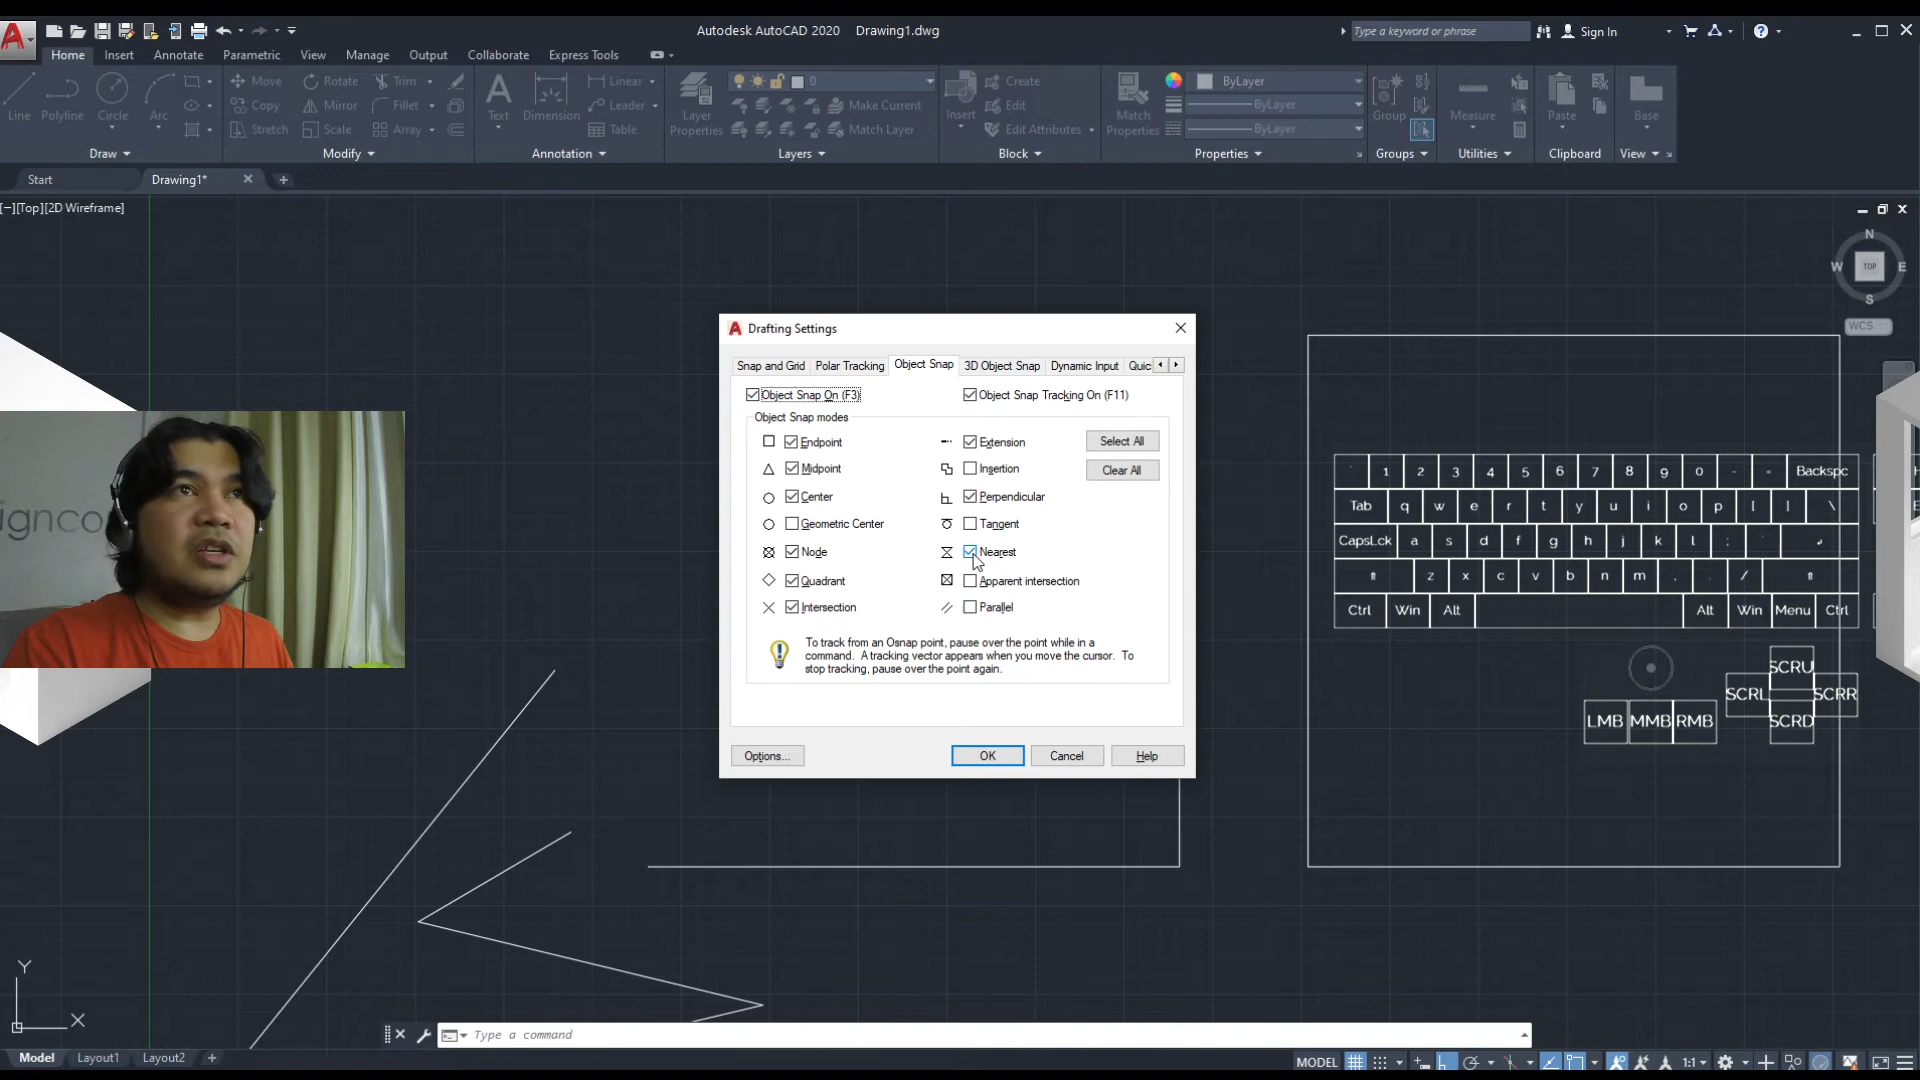 Autodesk AutoCAD 2020 Drawing1.dwg
Type a keyword or phrase
Sign In
Home Insert Annotate Parametric View Manage Output Collaborate Express Tools
Line Polyline Circle Arc
Move Rotate Trim
Copy Mirror Fillet
Stretch Scale Array
Text Dimension
Linear
Leader
Table
Layer Properties
0
Make Current
Match Layer
Insert
Create
Edit
Edit Attributes
Match Properties
ByLayer
ByLayer
ByLayer
Group
Measure
Paste
Base
Draw Modify Annotation Layers Block Properties Groups Utilities Clipboard View
Start Drawing1*
[−][Top][2D Wireframe]
N
W TOP E
S
WCS
Drafting Settings
Snap and Grid Polar Tracking Object Snap 3D Object Snap Dynamic Input Quic
Object Snap On (F3) Object Snap Tracking On (F11)
Object Snap modes
Endpoint Extension Select All
Midpoint Insertion Clear All
Center Perpendicular
Geometric Center Tangent
Node Nearest
Quadrant Apparent intersection
Intersection Parallel
To track from an Osnap point, pause over the point while in a
command. A tracking vector appears when you move the cursor. To
stop tracking, pause over the point again.
Options... OK Cancel Help
` 1 2 3 4 5 6 7 8 9 0 - = Backspc
Tab q w e r t y u i o p [ ] \
CapsLck a s d f g h j k l ; '
z x c v b n m , . /
Ctrl Win Alt Alt Win Menu Ctrl
SCRU
SCRL SCRR
LMB MMB RMB SCRD
ignco
Y
X
Type a command
Model Layout1 Layout2 +
MODEL 1:1